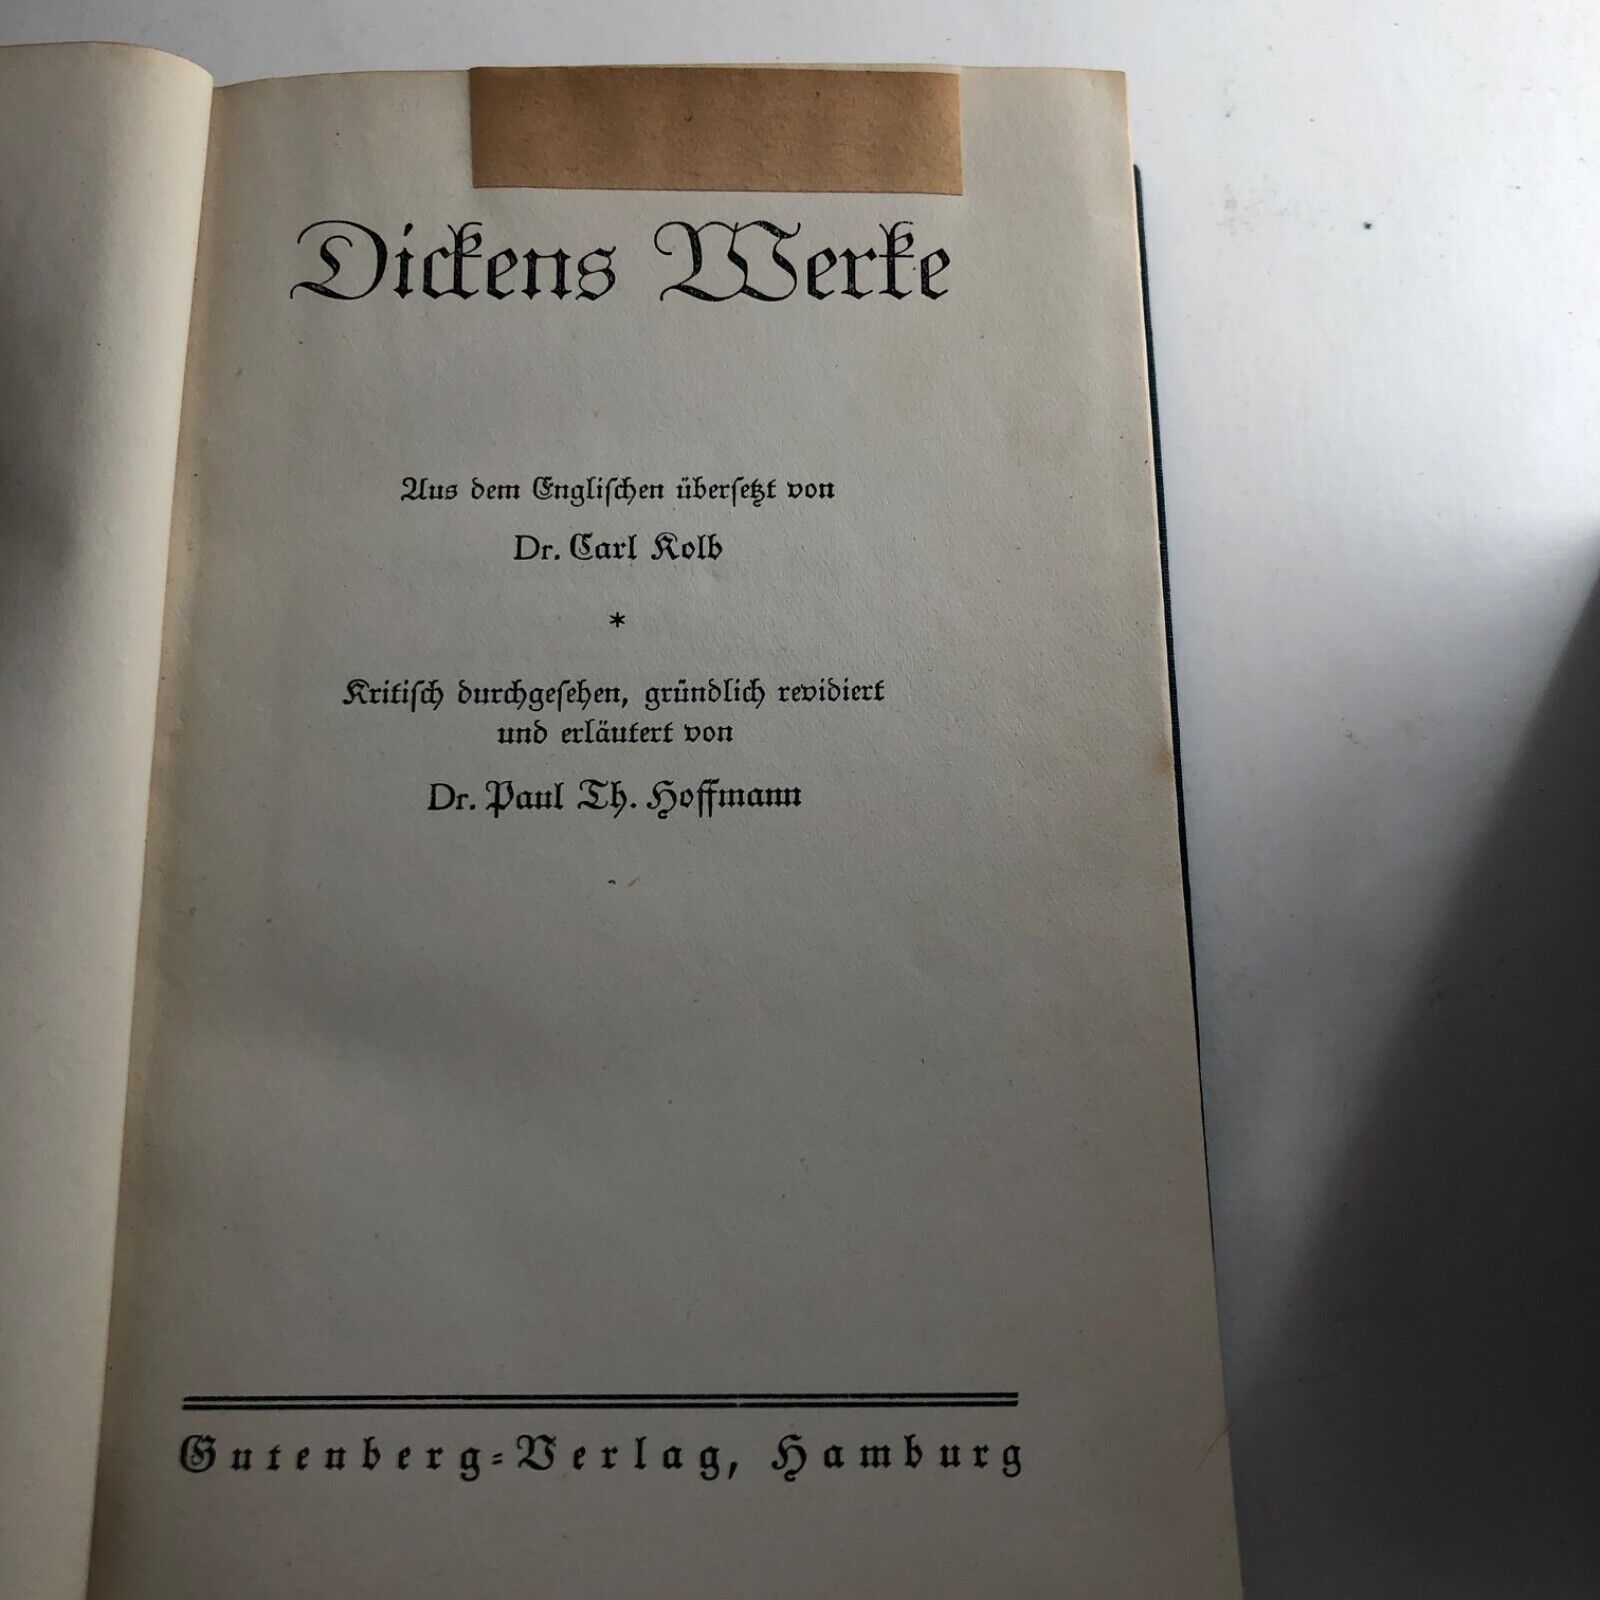 Dickens Werke
Aus dem Engliſchen überſetzt von
Dr. Carl Kolb
*
Kritiſch durchgeſehen, gründlich revidiert
und erläutert von
Dr. Paul Th. Hoffmann
Gutenberg=Verlag, Hamburg